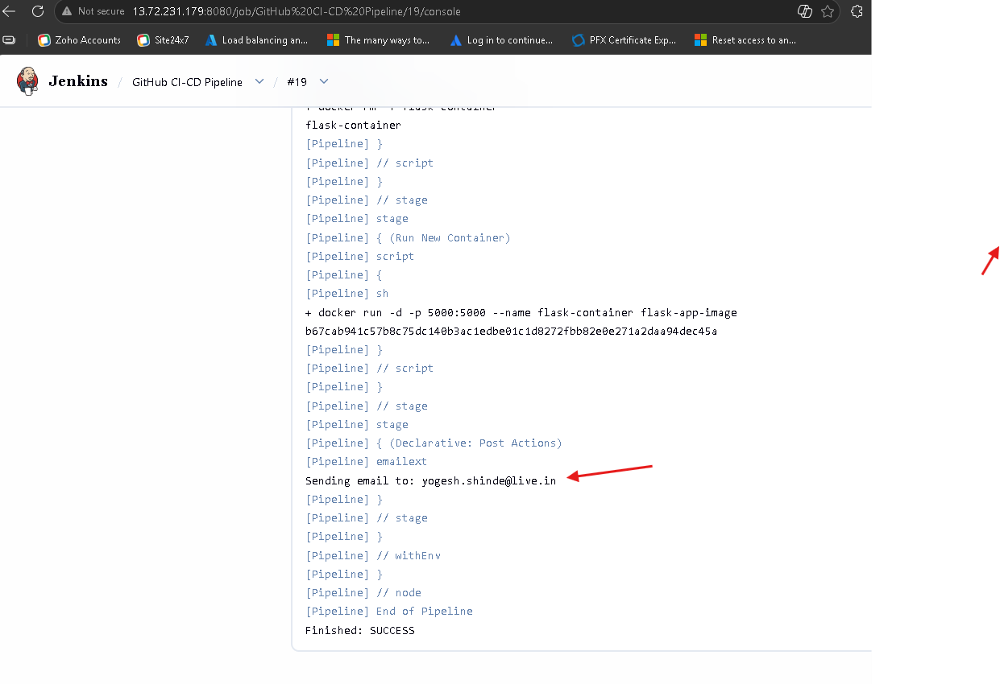 Not secure 13.72.231.179:8080/job/GitHub%20CI-CD%20Pipeline/19/console
Zoho Accounts Site24x7 Load balancing an... The many ways to... Log in to continue... PFX Certificate Exp... Reset access to an...
Jenkins / GitHub CI-CD Pipeline / #19
+ docker rm -f flask-container
flask-container
[Pipeline] }
[Pipeline] // script
[Pipeline] }
[Pipeline] // stage
[Pipeline] stage
[Pipeline] { (Run New Container)
[Pipeline] script
[Pipeline] {
[Pipeline] sh
+ docker run -d -p 5000:5000 --name flask-container flask-app-image
b67cab941c57b8c75dc140b3ac1edbe01c1d8272fbb82e0e271a2daa94dec45a
[Pipeline] }
[Pipeline] // script
[Pipeline] }
[Pipeline] // stage
[Pipeline] stage
[Pipeline] { (Declarative: Post Actions)
[Pipeline] emailext
Sending email to: yogesh.shinde@live.in
[Pipeline] }
[Pipeline] // stage
[Pipeline] }
[Pipeline] // withEnv
[Pipeline] }
[Pipeline] // node
[Pipeline] End of Pipeline
Finished: SUCCESS